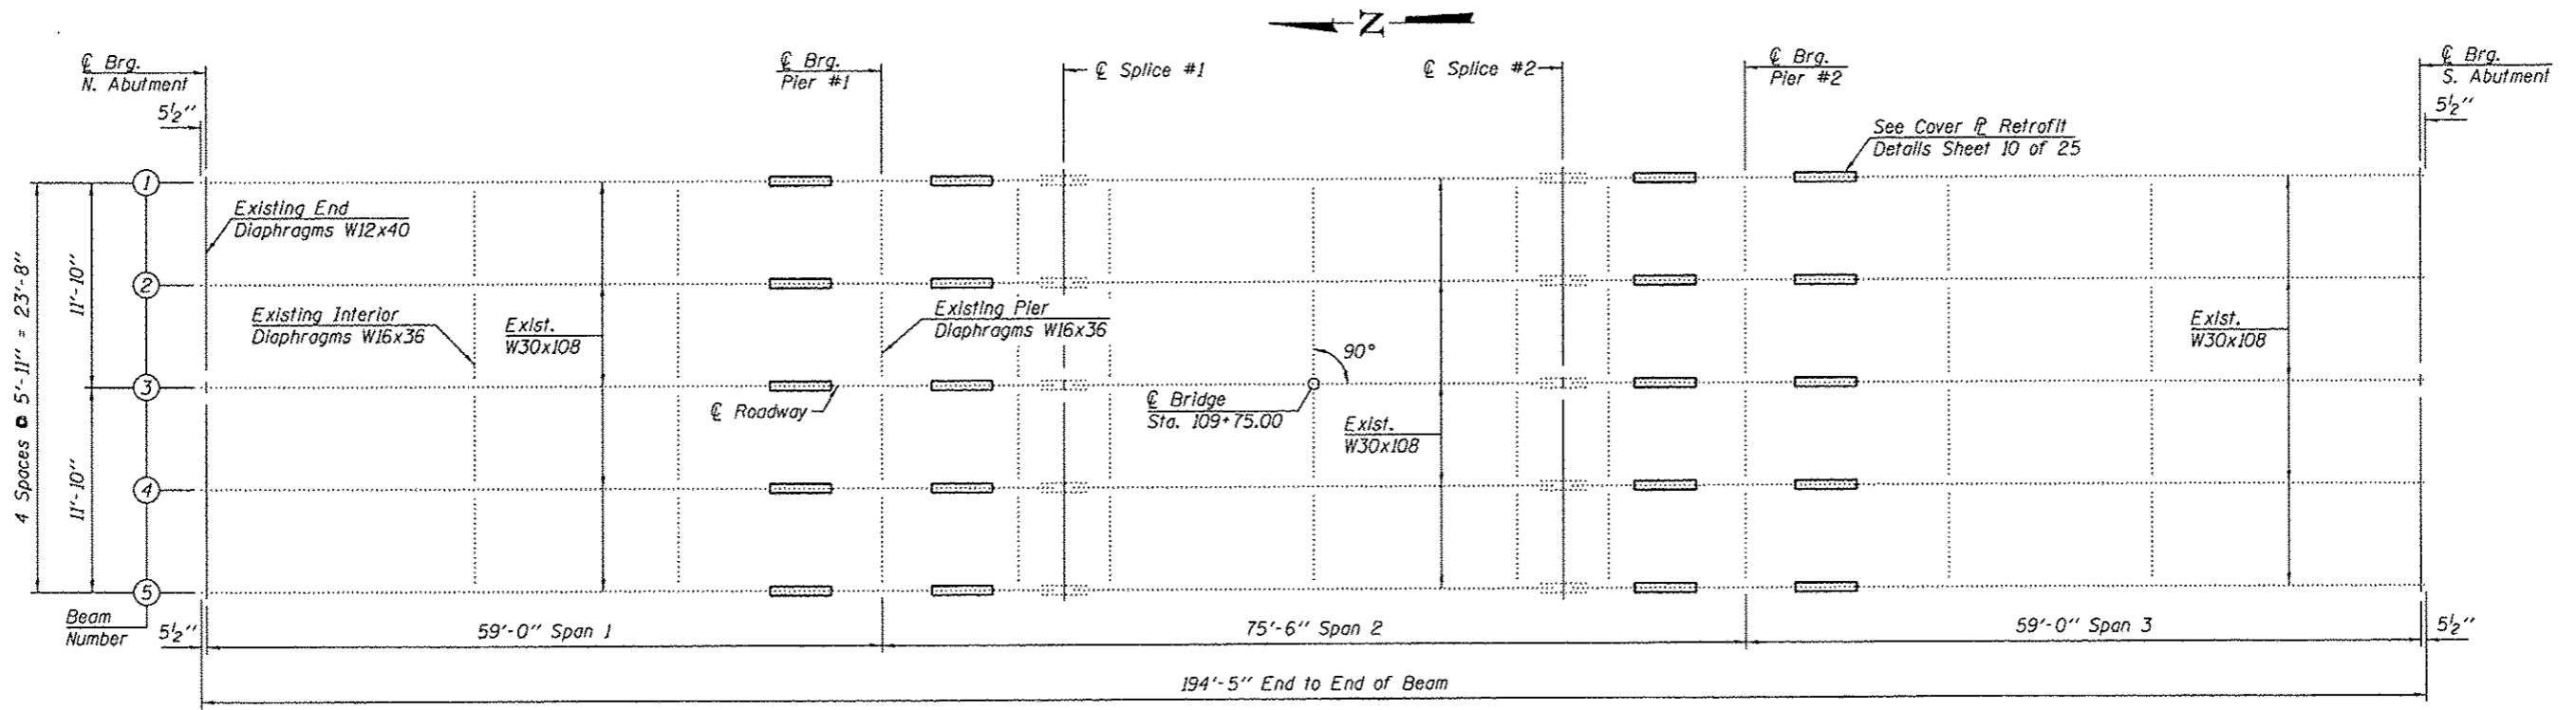 Z
℄ Brg.
N. Abutment
5½"
℄ Brg.
Pier #1
℄ Splice #1
℄ Splice #2
℄ Brg.
Pier #2
℄ Brg.
S. Abutment
5½"
See Cover ℙ Retrofit
Details Sheet 10 of 25
1
2
3
4
5
Existing End
Diaphragms W12x40
Existing Interior
Diaphragms W16x36
Exist.
W30x108
Existing Pier
Diaphragms W16x36
90°
℄ Roadway
℄ Bridge
Sta. 109+75.00
Exist.
W30x108
Exist.
W30x108
4 Spaces @ 5'-11" = 23'-8"
11'-10"
11'-10"
Beam
Number
5½"
59'-0" Span 1
75'-6" Span 2
59'-0" Span 3
5½"
194'-5" End to End of Beam